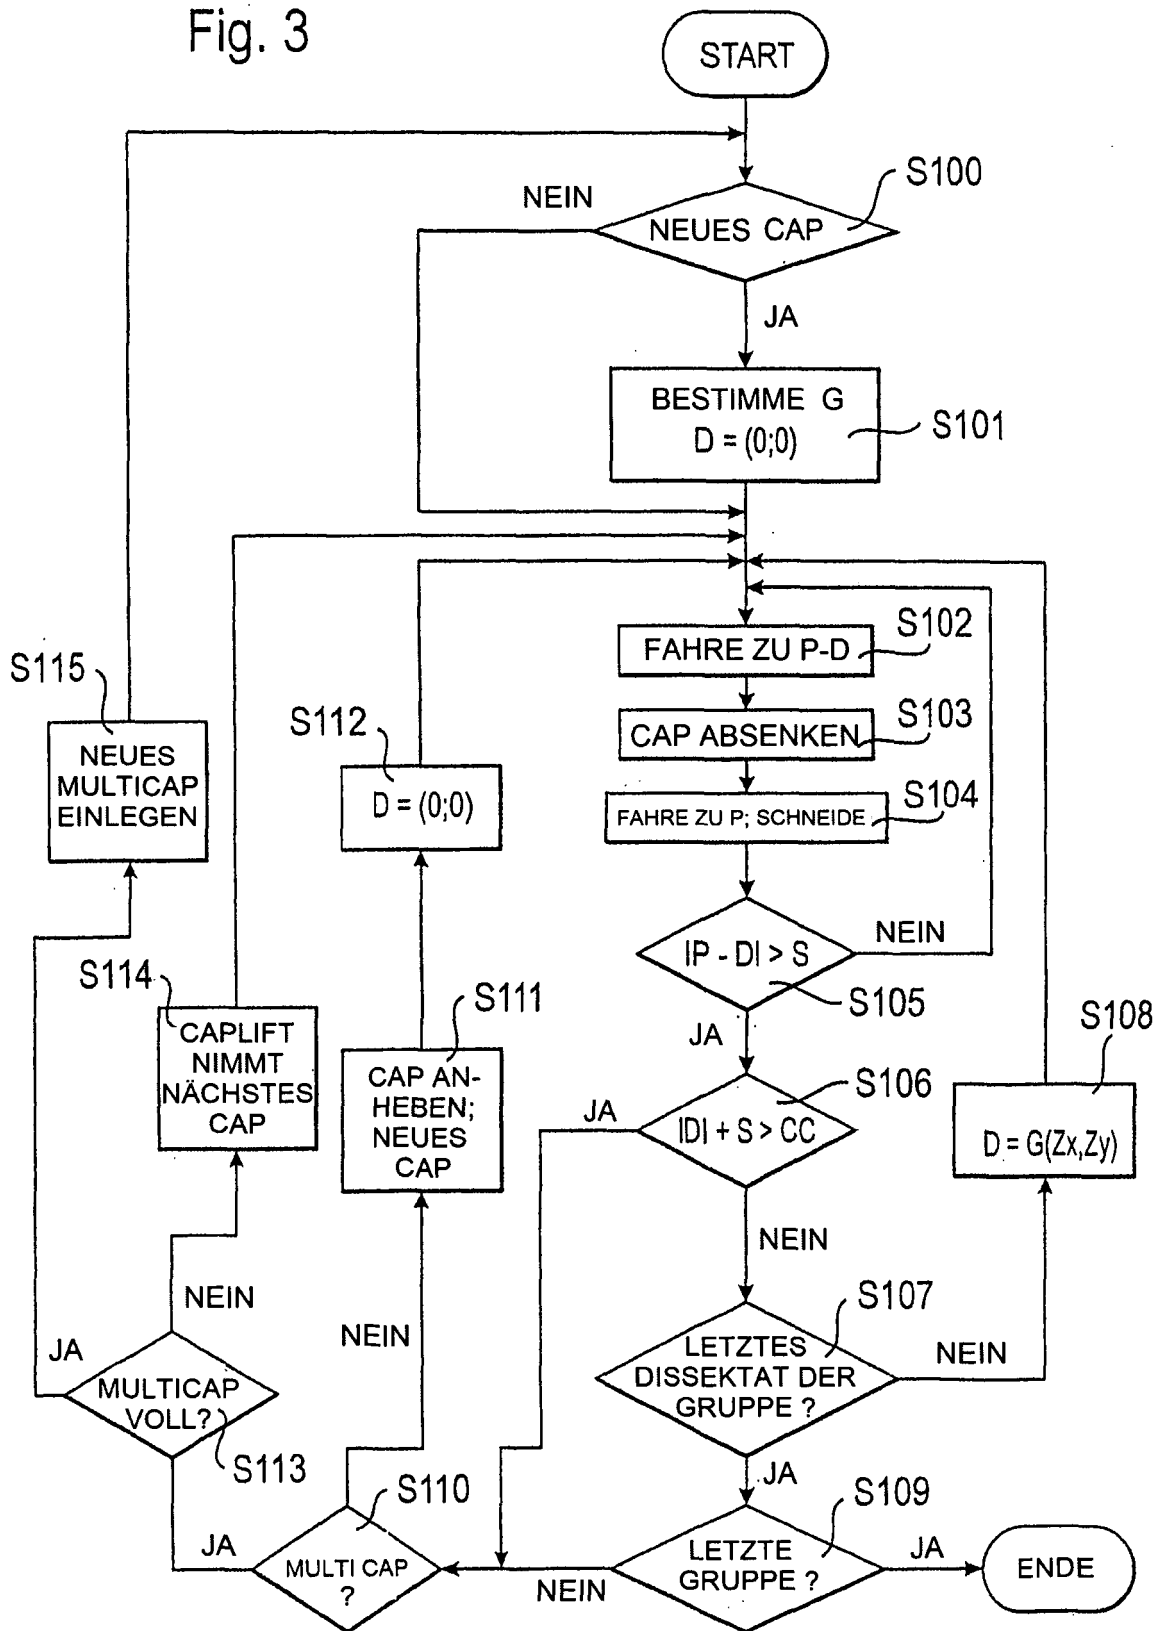 Fig. 3
START
S100
NEIN
NEUES CAP
JA
BESTIMME G
D = (0;0)
S101
S102
FAHRE ZU P-D
S103
CAP ABSENKEN
S104
FAHRE ZU P; SCHNEIDE
S115
NEUES
MULTICAP
EINLEGEN
S112
D = (0;0)
IP - DI > S
NEIN
S105
JA
S114
CAPLIFT
NIMMT
NÄCHSTES
CAP
S111
CAP AN-
HEBEN;
NEUES
CAP
S106
JA
IDI + S > CC
NEIN
S108
D = G(Zx,Zy)
S107
LETZTES
DISSEKTAT DER
GRUPPE ?
NEIN
JA
NEIN
NEIN
JA
MULTICAP
VOLL?
S113
JA
S110
MULTI CAP
?
S109
LETZTE
GRUPPE ?
NEIN
JA
ENDE